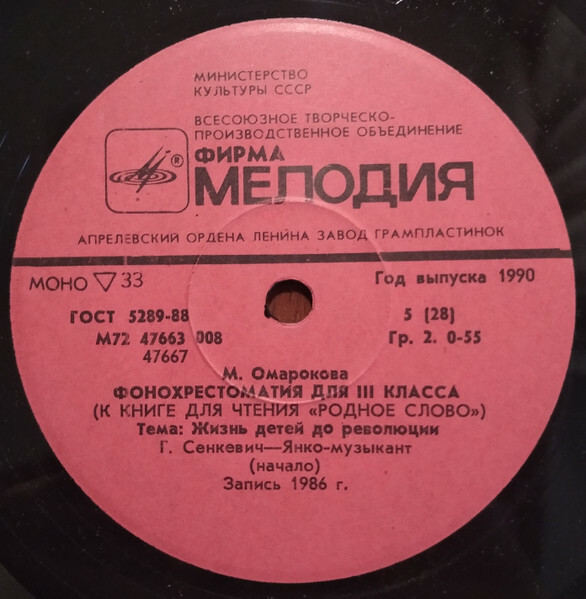 МИНИСТЕРСТВО
КУЛЬТУРЫ СССР
ВСЕСОЮЗНОЕ ТВОРЧЕСКО-
ПРОИЗВОДСТВЕННОЕ ОБЪЕДИНЕНИЕ
®
ФИРМА
МЕЛОДИЯ
АПРЕЛЕВСКИЙ ОРДЕНА ЛЕНИНА ЗАВОД ГРАМПЛАСТИНОК
МОНО ▽ 33
Год выпуска 1990
ГОСТ 5289-88
5 (28)
М72 47663 008
Гр. 2. 0-55
47667
М. Омарокова
ФОНОХРЕСТОМАТИЯ ДЛЯ III КЛАССА
(К КНИГЕ ДЛЯ ЧТЕНИЯ «РОДНОЕ СЛОВО»)
Тема: Жизнь детей до революции
Г. Сенкевич—Янко-музыкант
(начало)
Запись 1986 г.